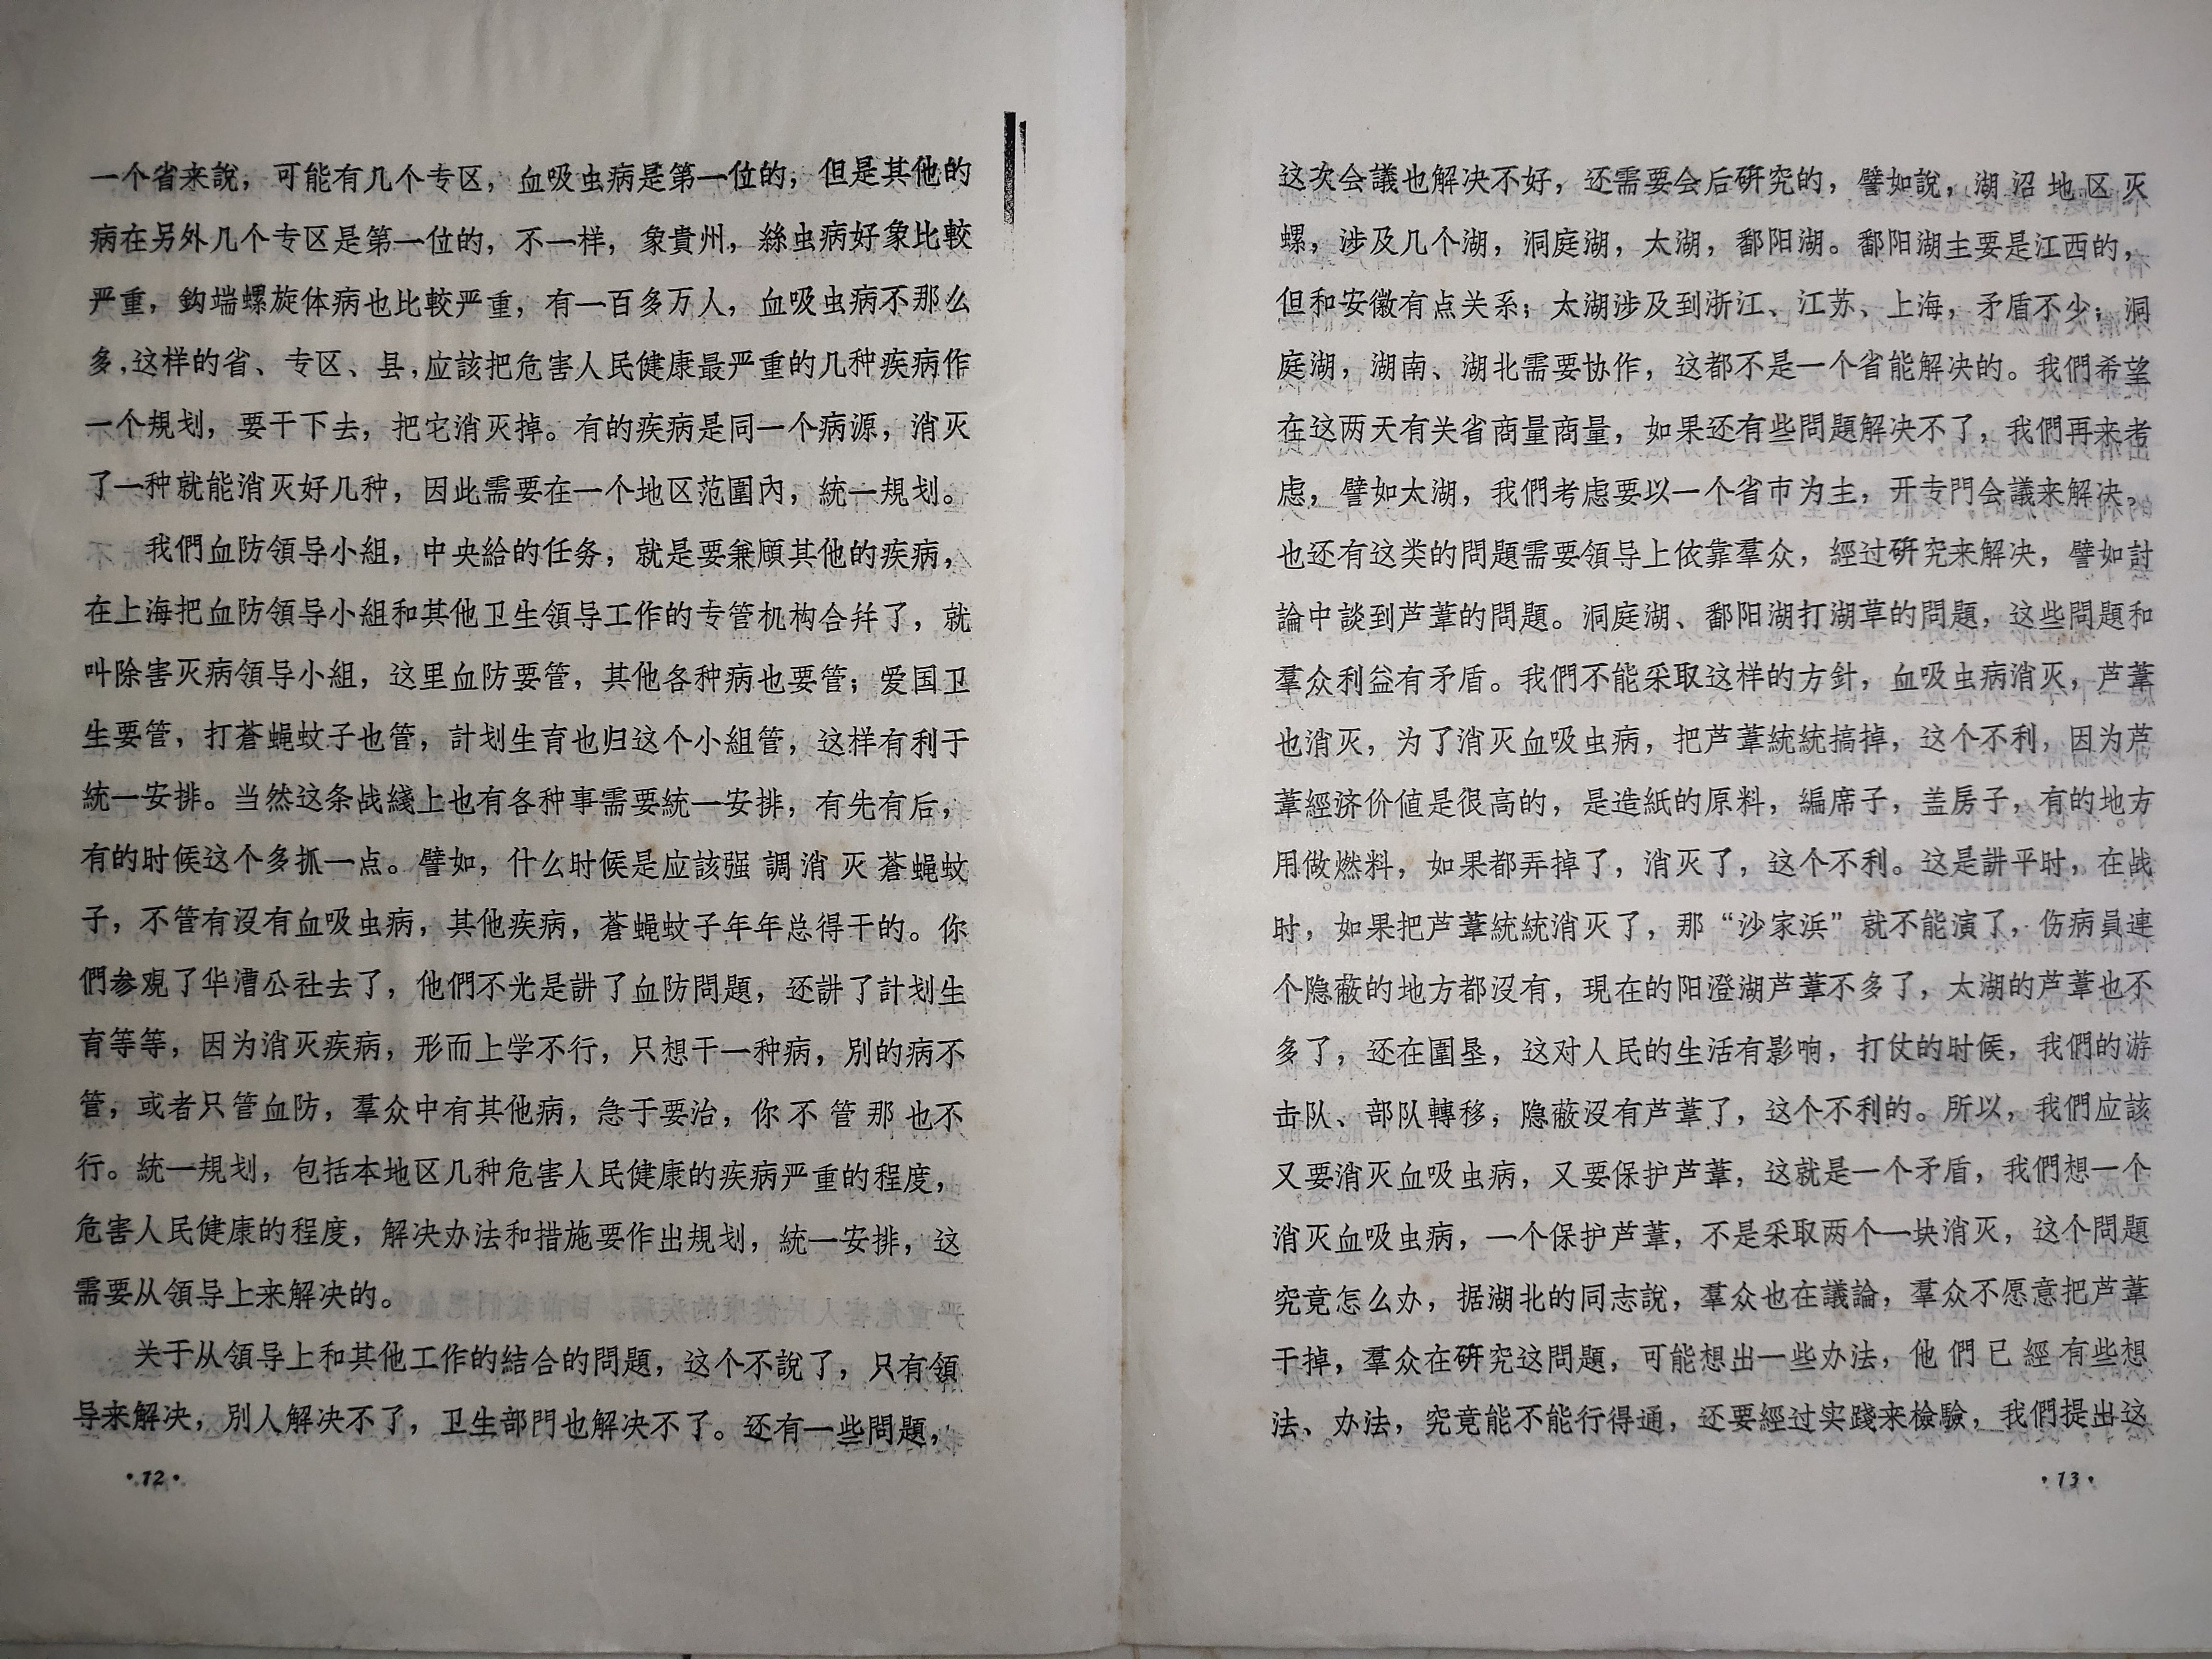 一个省来說，可能有几个专区，血吸虫病是第一位的，但是其他的
病在另外几个专区是第一位的，不一样，象貴州，絲虫病好象比較
严重，鈎端螺旋体病也比較严重，有一百多万人，血吸虫病不那么
多，这样的省、专区、县，应該把危害人民健康最严重的几种疾病作
一个規划，要干下去，把它消灭掉。有的疾病是同一个病源，消灭
了一种就能消灭好几种，因此需要在一个地区范圍內，統一規划。
我們血防領导小組，中央給的任务，就是要兼顾其他的疾病，
在上海把血防領导小組和其他卫生領导工作的专管机构合并了，就
叫除害灭病領导小組，这里血防要管，其他各种病也要管；爱国卫
生要管，打蒼蝇蚊子也管，計划生育也归这个小組管，这样有利于
統一安排。当然这条战綫上也有各种事需要統一安排，有先有后，
有的时候这个多抓一点。譬如，什么时候是应該强調消灭蒼蝇蚊
子，不管有沒有血吸虫病，其他疾病，蒼蝇蚊子年年总得干的。你
們参观了华漕公社去了，他們不光是讲了血防問題，还讲了計划生
育等等，因为消灭疾病，形而上学不行，只想干一种病，別的病不
管，或者只管血防，羣众中有其他病，急于要治，你不管那也不
行。統一規划，包括本地区几种危害人民健康的疾病严重的程度，
危害人民健康的程度，解决办法和措施要作出規划，統一安排，这
需要从領导上来解决的。
关于从領导上和其他工作的結合的問題，这个不說了，只有領
导来解决，別人解决不了，卫生部門也解决不了。还有一些問題，
·12·
这次会議也解决不好，还需要会后研究的，譬如說，湖沼地区灭
螺，涉及几个湖，洞庭湖，太湖，鄱阳湖。鄱阳湖主要是江西的，
但和安徽有点关系；太湖涉及到浙江、江苏、上海，矛盾不少；洞
庭湖，湖南、湖北需要协作，这都不是一个省能解决的。我們希望
在这两天有关省商量商量，如果还有些問題解决不了，我們再来考
虑，譬如太湖，我們考虑要以一个省市为主，开专門会議来解决。
也还有这类的問題需要領导上依靠羣众，經过研究来解决，譬如討
論中談到芦葦的問題。洞庭湖、鄱阳湖打湖草的問題，这些問題和
羣众利益有矛盾。我們不能采取这样的方針，血吸虫病消灭，芦葦
也消灭，为了消灭血吸虫病，把芦葦統統搞掉，这个不利，因为芦
葦經济价值是很高的，是造紙的原料，編席子，盖房子，有的地方
用做燃料，如果都弄掉了，消灭了，这个不利。这是讲平时，在战
时，如果把芦葦統統消灭了，那“沙家浜”就不能演了，伤病員連
个隐蔽的地方都沒有，現在的阳澄湖芦葦不多了，太湖的芦葦也不
多了，还在圍垦，这对人民的生活有影响，打仗的时候，我們的游
击队、部队轉移，隐蔽沒有芦葦了，这个不利的。所以，我們应該
又要消灭血吸虫病，又要保护芦葦，这就是一个矛盾，我們想一个
消灭血吸虫病，一个保护芦葦，不是采取两个一块消灭，这个問題
究竟怎么办，据湖北的同志說，羣众也在議論，羣众不愿意把芦葦
干掉，羣众在研究这問題，可能想出一些办法，他們已經有些想
法、办法，究竟能不能行得通，还要經过实踐来檢驗，我們提出这
·13·